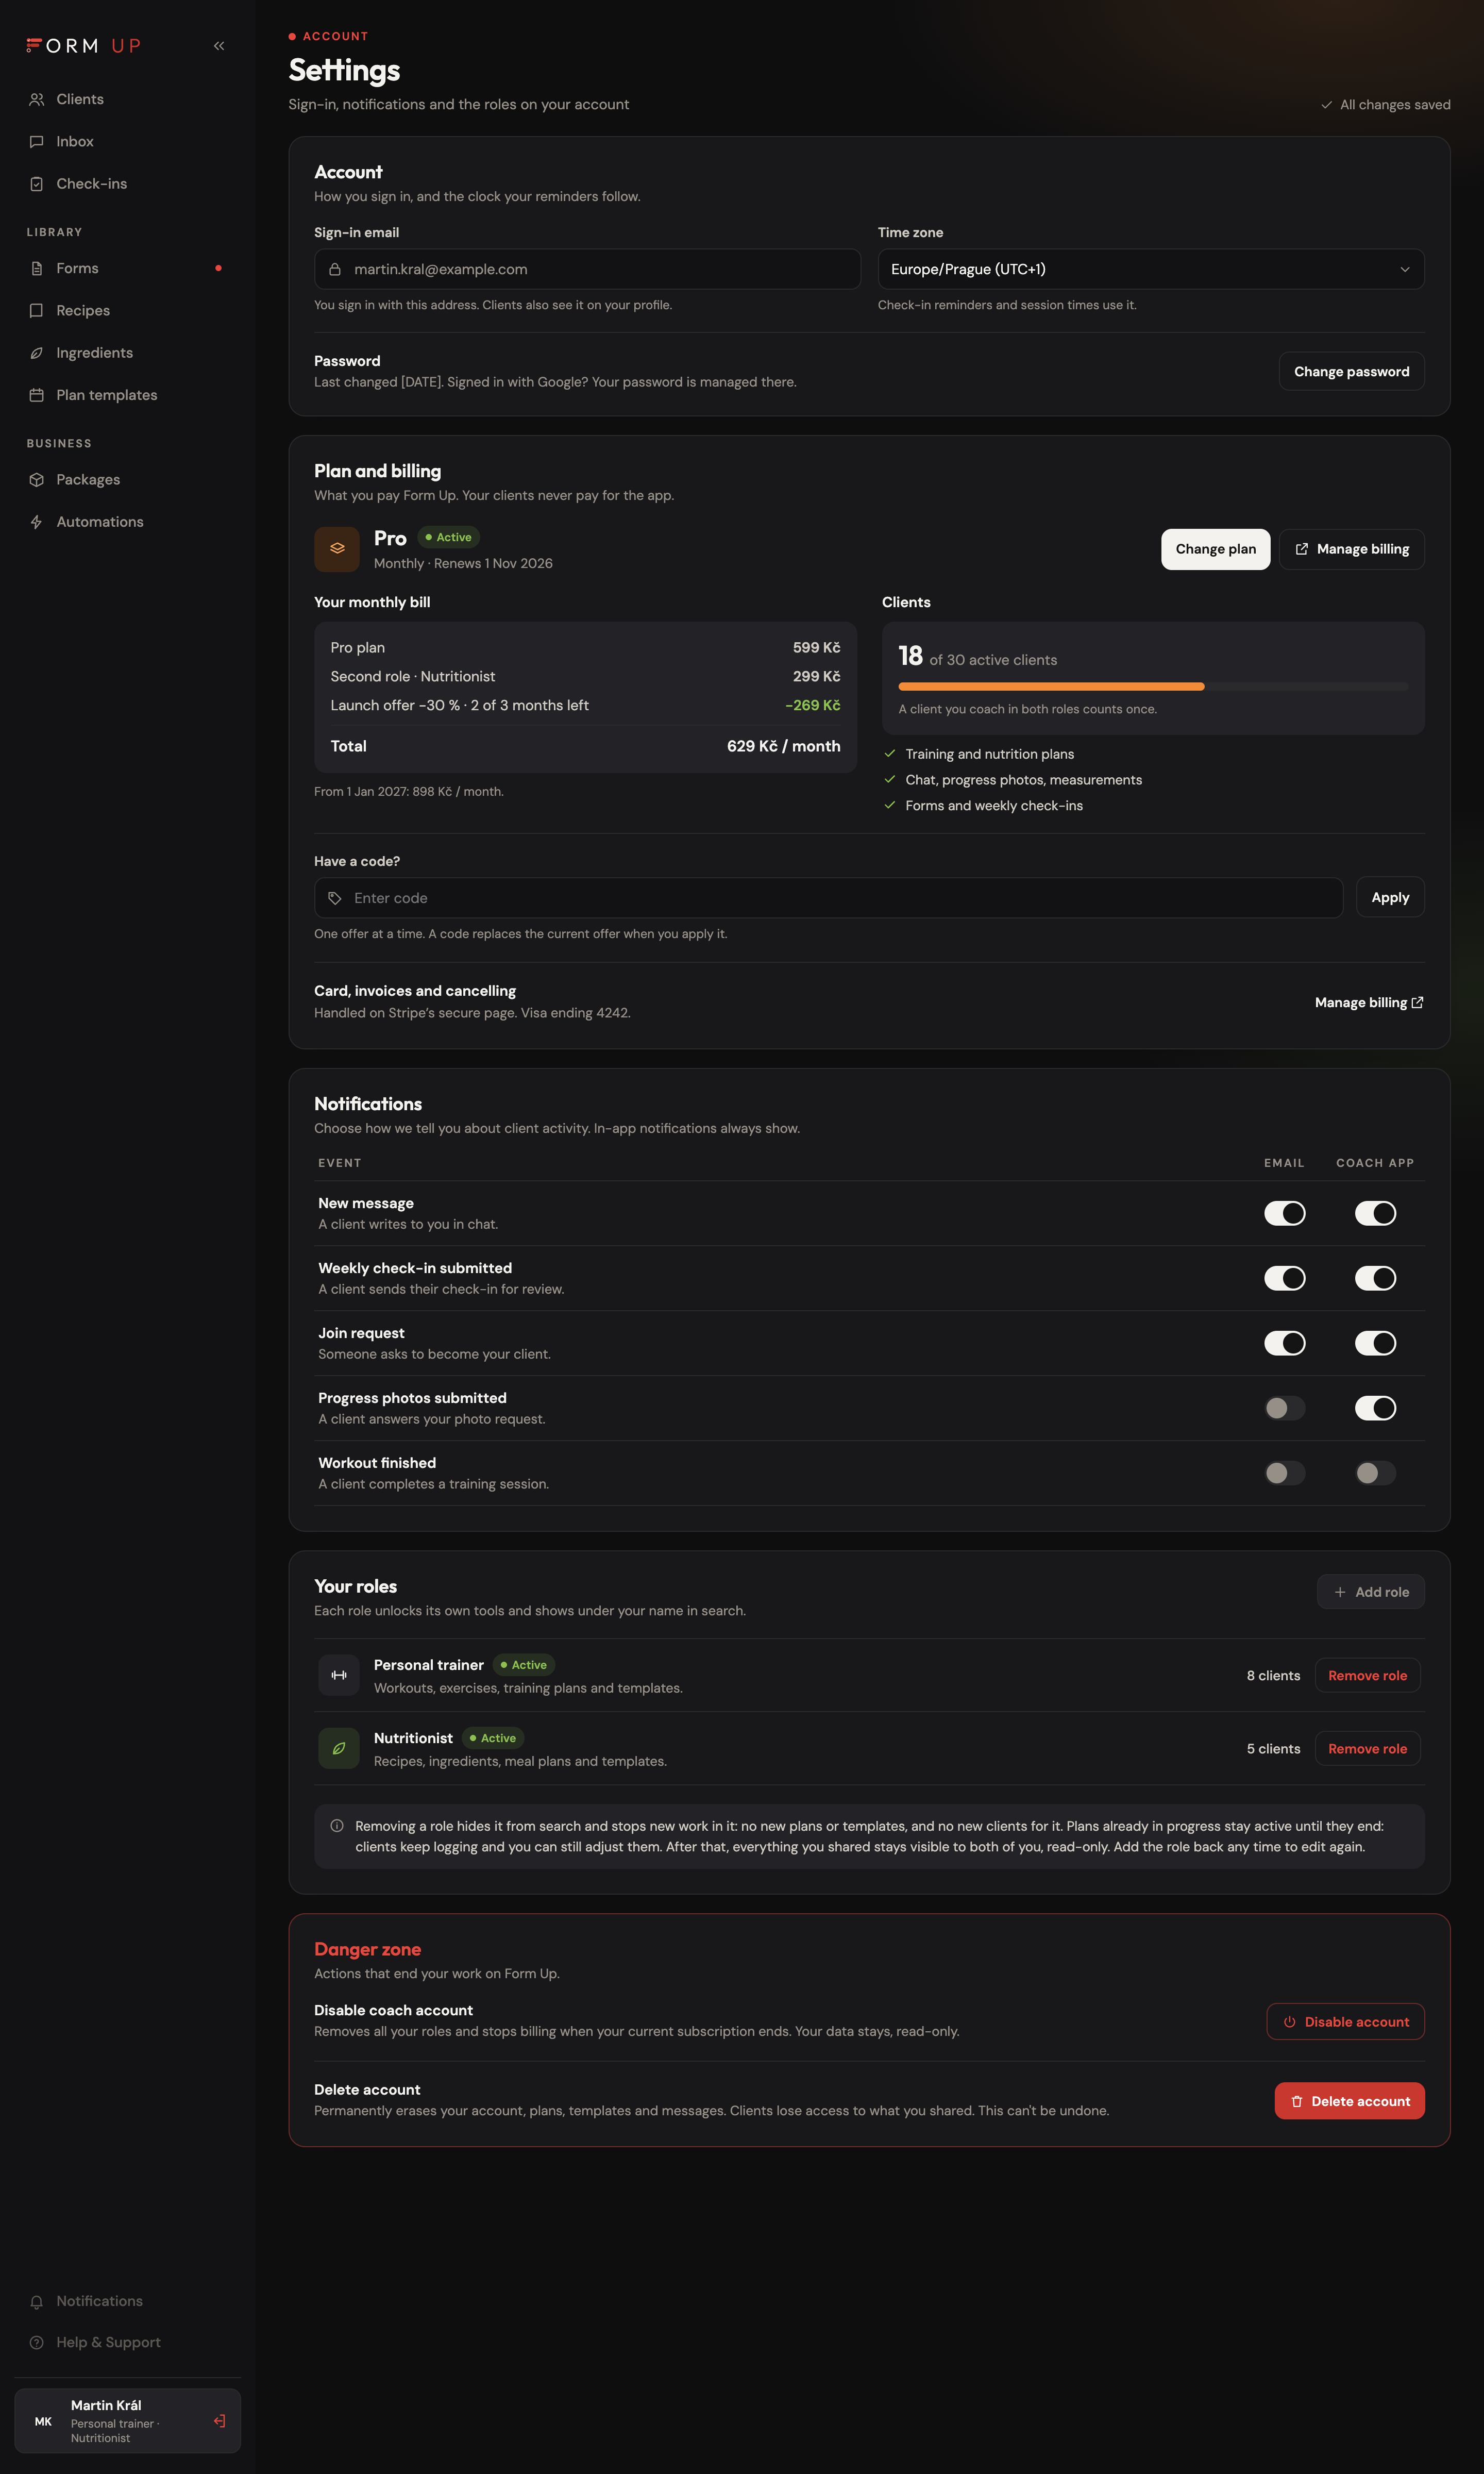 FORM UP
Clients
Inbox
Check-ins
LIBRARY
Forms
Recipes
Ingredients
Plan templates
BUSINESS
Packages
Automations
Notifications
Help & Support
MK
Martin Král
Personal trainer ·
Nutritionist
ACCOUNT
Settings
Sign-in, notifications and the roles on your account
All changes saved
Account
How you sign in, and the clock your reminders follow.
Sign-in email
martin.kral@example.com
You sign in with this address. Clients also see it on your profile.
Time zone
Europe/Prague (UTC+1)
Check-in reminders and session times use it.
Password
Last changed [DATE]. Signed in with Google? Your password is managed there.
Change password
Plan and billing
What you pay Form Up. Your clients never pay for the app.
Pro
Active
Monthly · Renews 1 Nov 2026
Change plan
Manage billing
Your monthly bill
Pro plan 599 Kč
Second role · Nutritionist 299 Kč
Launch offer -30 % · 2 of 3 months left -269 Kč
Total 629 Kč / month
From 1 Jan 2027: 898 Kč / month.
Clients
18 of 30 active clients
A client you coach in both roles counts once.
Training and nutrition plans
Chat, progress photos, measurements
Forms and weekly check-ins
Have a code?
Enter code
Apply
One offer at a time. A code replaces the current offer when you apply it.
Card, invoices and cancelling
Handled on Stripe's secure page. Visa ending 4242.
Manage billing
Notifications
Choose how we tell you about client activity. In-app notifications always show.
EVENT EMAIL COACH APP
New message
A client writes to you in chat.
Weekly check-in submitted
A client sends their check-in for review.
Join request
Someone asks to become your client.
Progress photos submitted
A client answers your photo request.
Workout finished
A client completes a training session.
Your roles
Each role unlocks its own tools and shows under your name in search.
Add role
Personal trainer
Active
Workouts, exercises, training plans and templates.
8 clients
Remove role
Nutritionist
Active
Recipes, ingredients, meal plans and templates.
5 clients
Remove role
Removing a role hides it from search and stops new work in it: no new plans or templates, and no new clients for it. Plans already in progress stay active until they end:
clients keep logging and you can still adjust them. After that, everything you shared stays visible to both of you, read-only. Add the role back any time to edit again.
Danger zone
Actions that end your work on Form Up.
Disable coach account
Removes all your roles and stops billing when your current subscription ends. Your data stays, read-only.
Disable account
Delete account
Permanently erases your account, plans, templates and messages. Clients lose access to what you shared. This can't be undone.
Delete account